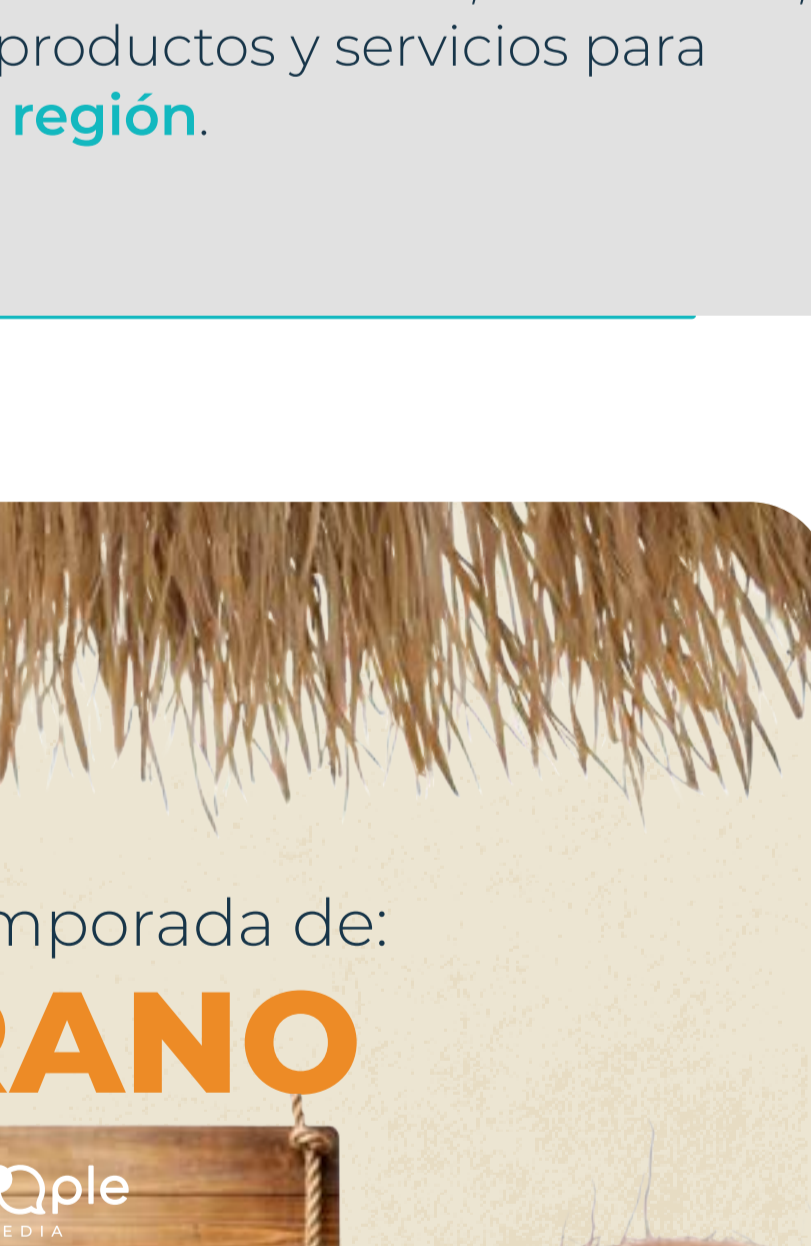 productos y servicios para
región.
mporada de:
RANO
ple
EDIA